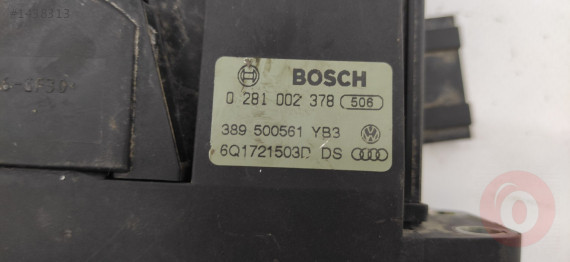 BOSCH
0 281 002 378 506
389 500561 YB3
6Q1721503D DS